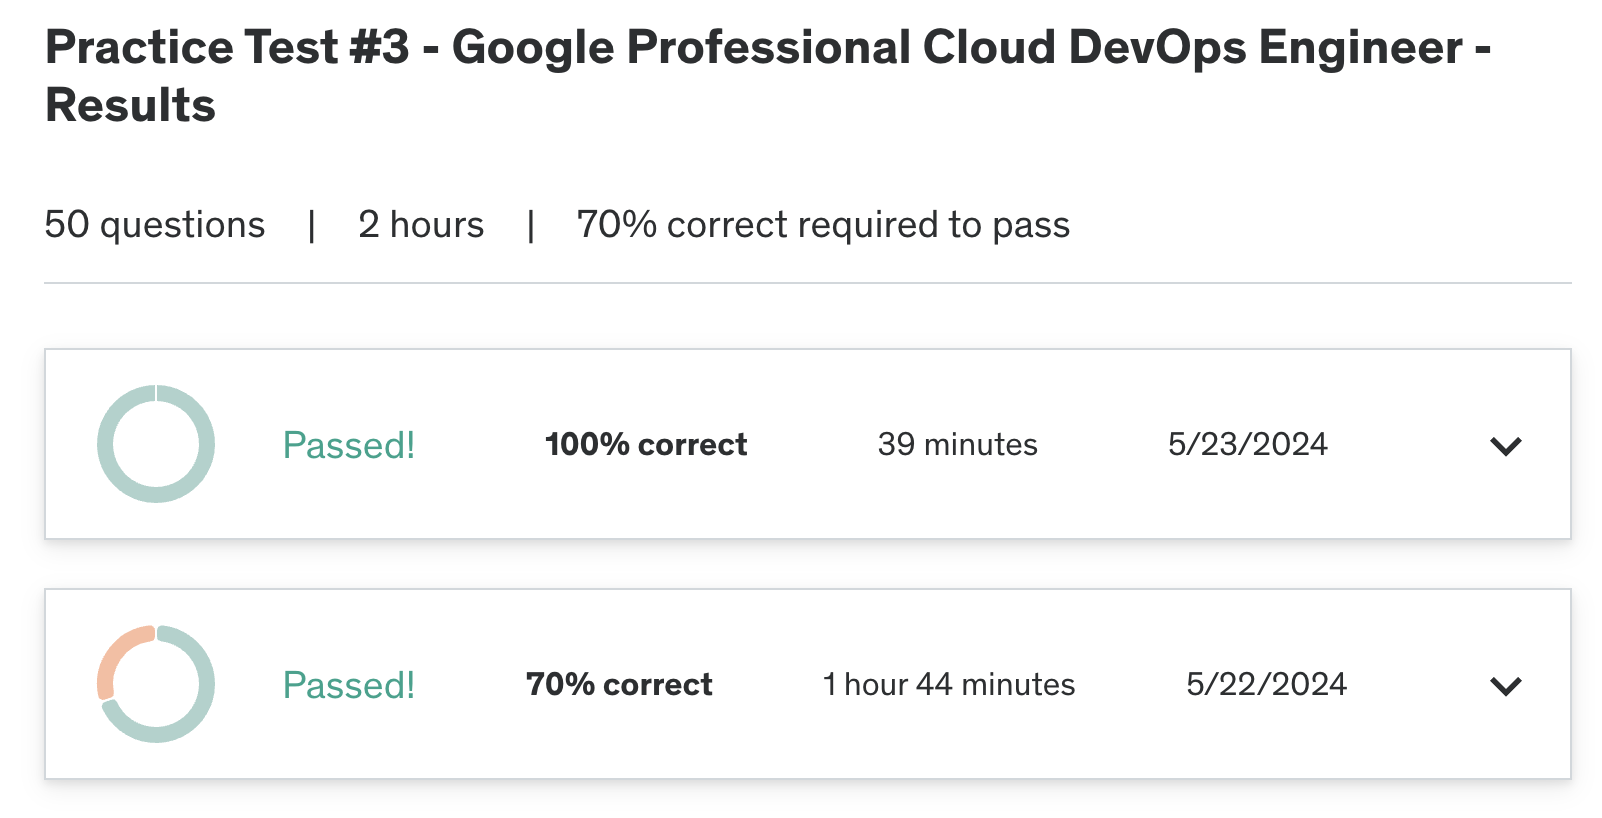 Practice Test #3 - Google Professional Cloud DevOps Engineer -
Results
50 questions | 2 hours | 70% correct required to pass
Passed! 100% correct 39 minutes 5/23/2024
Passed! 70% correct 1 hour 44 minutes 5/22/2024